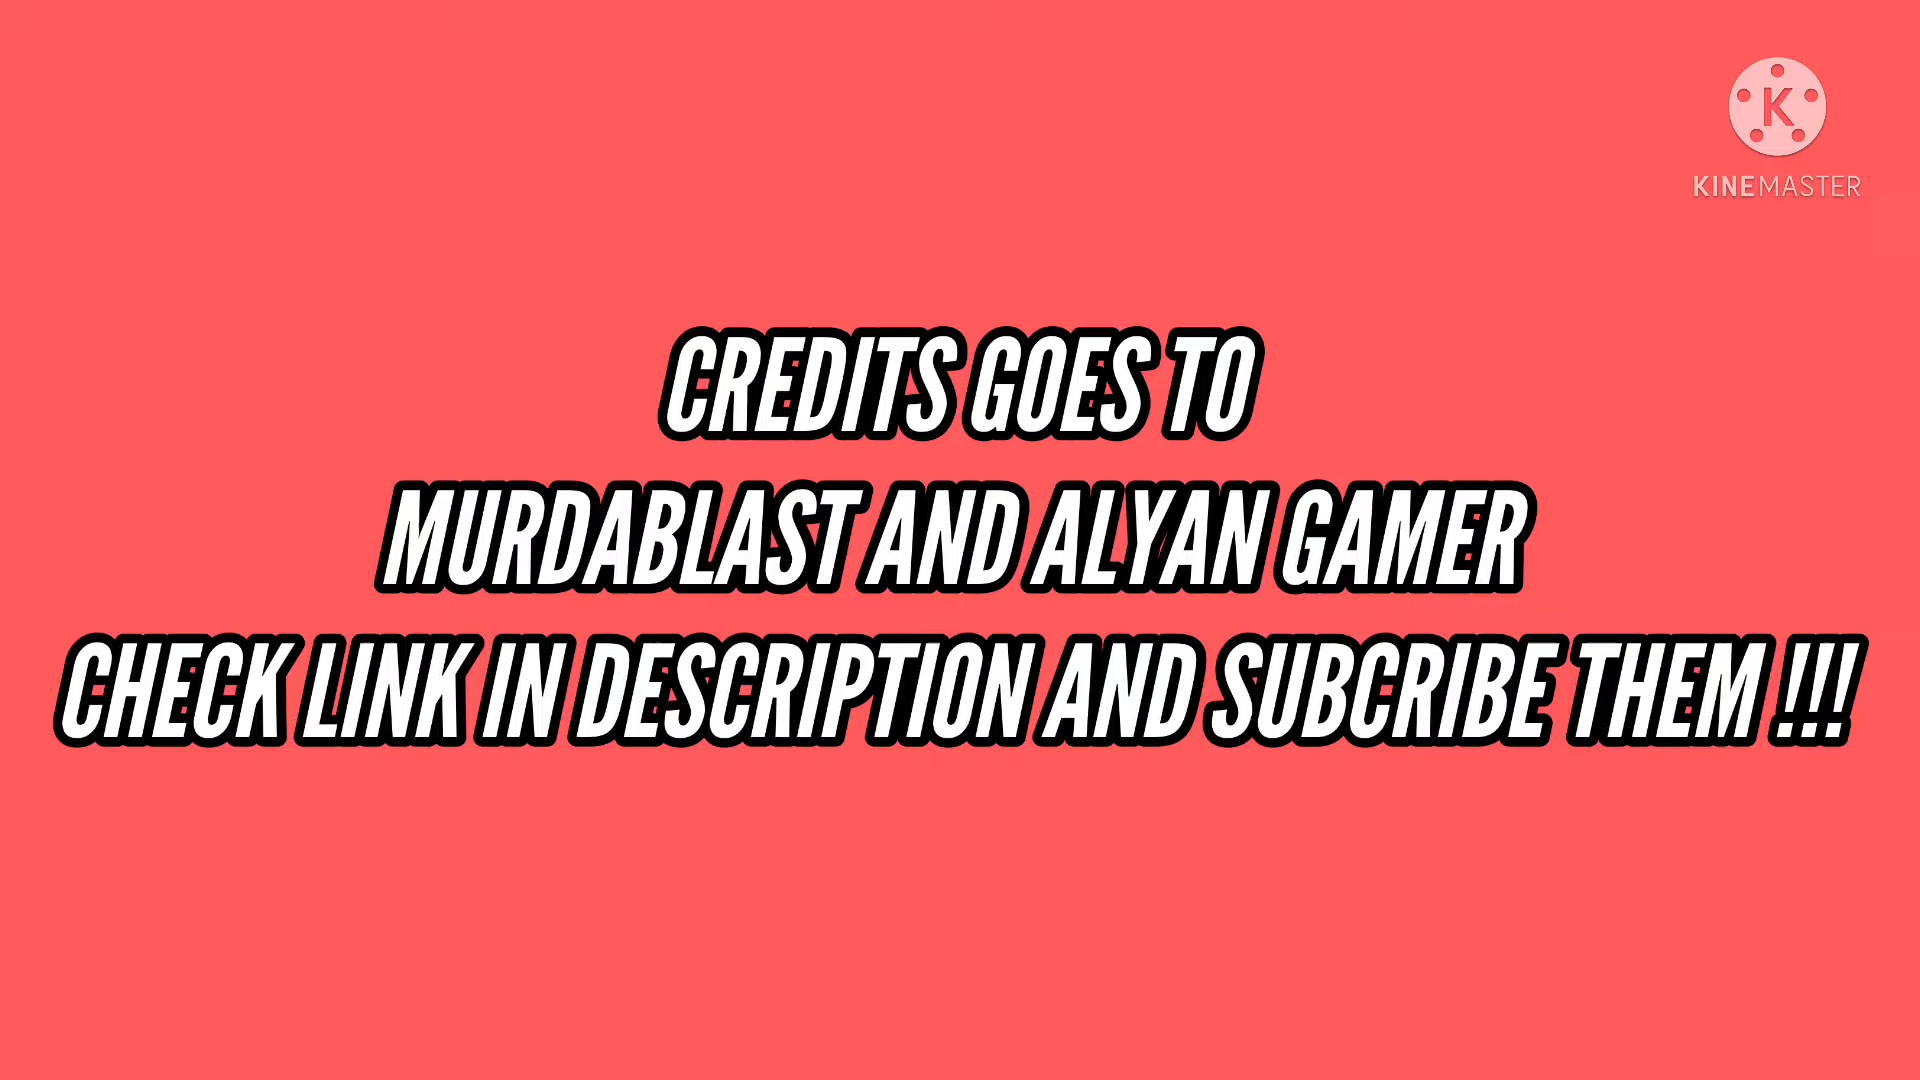 K
KINEMASTER
CREDITS GOES TO
MURDABLAST AND ALYAN GAMER
CHECK LINK IN DESCRIPTION AND SUBCRIBE THEM !!!